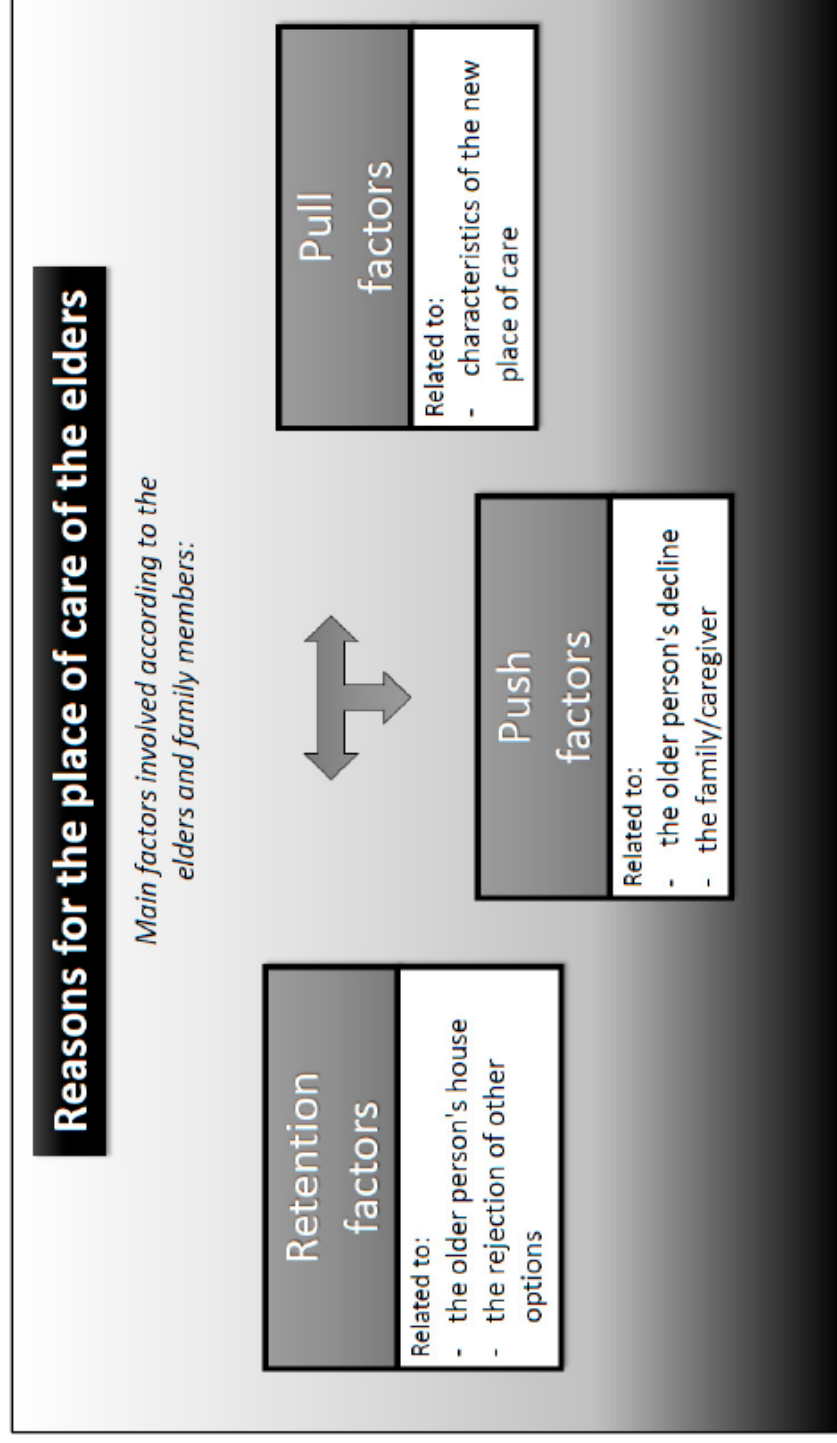 Reasons for the place of care of the elders
Main factors involved according to the
elders and family members:
Retention
factors
Related to:
- the older person's house
- the rejection of other
options
Push
factors
Related to:
- the older person's decline
- the family/caregiver
Pull
factors
Related to:
- characteristics of the new
place of care